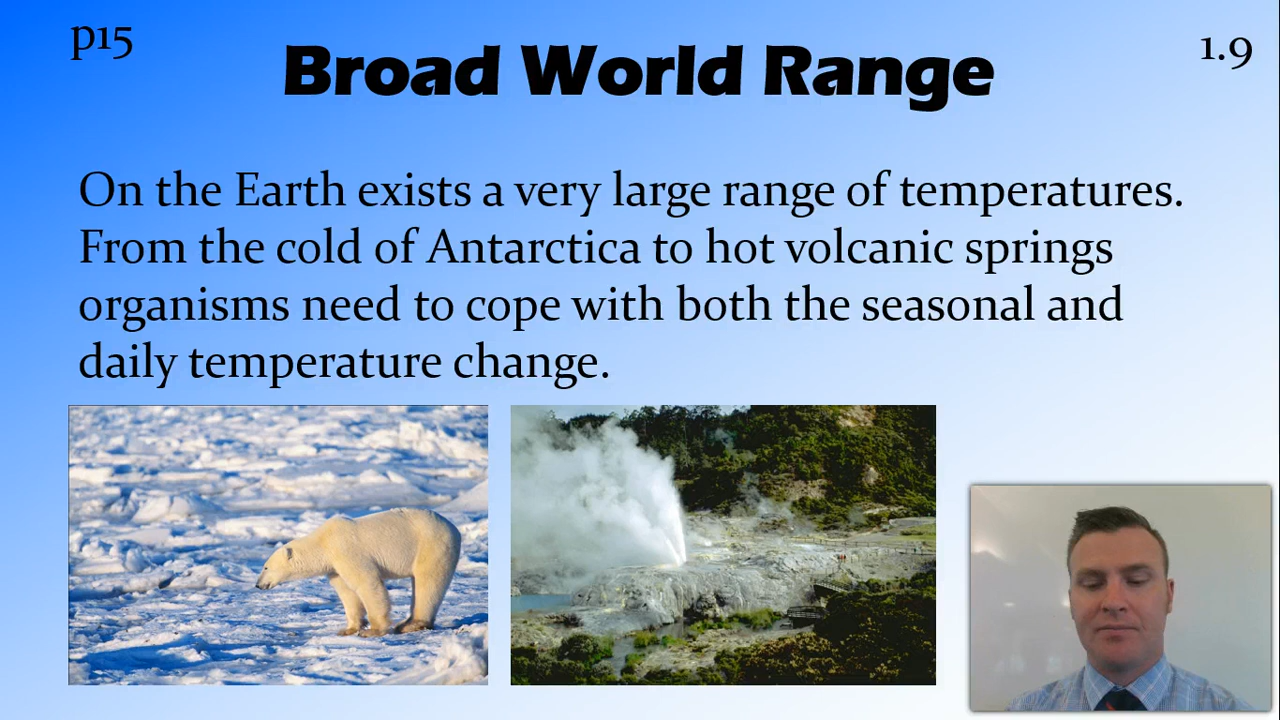 p15
1.9
Broad World Range
On the Earth exists a very large range of temperatures.
From the cold of Antarctica to hot volcanic springs
organisms need to cope with both the seasonal and
daily temperature change.